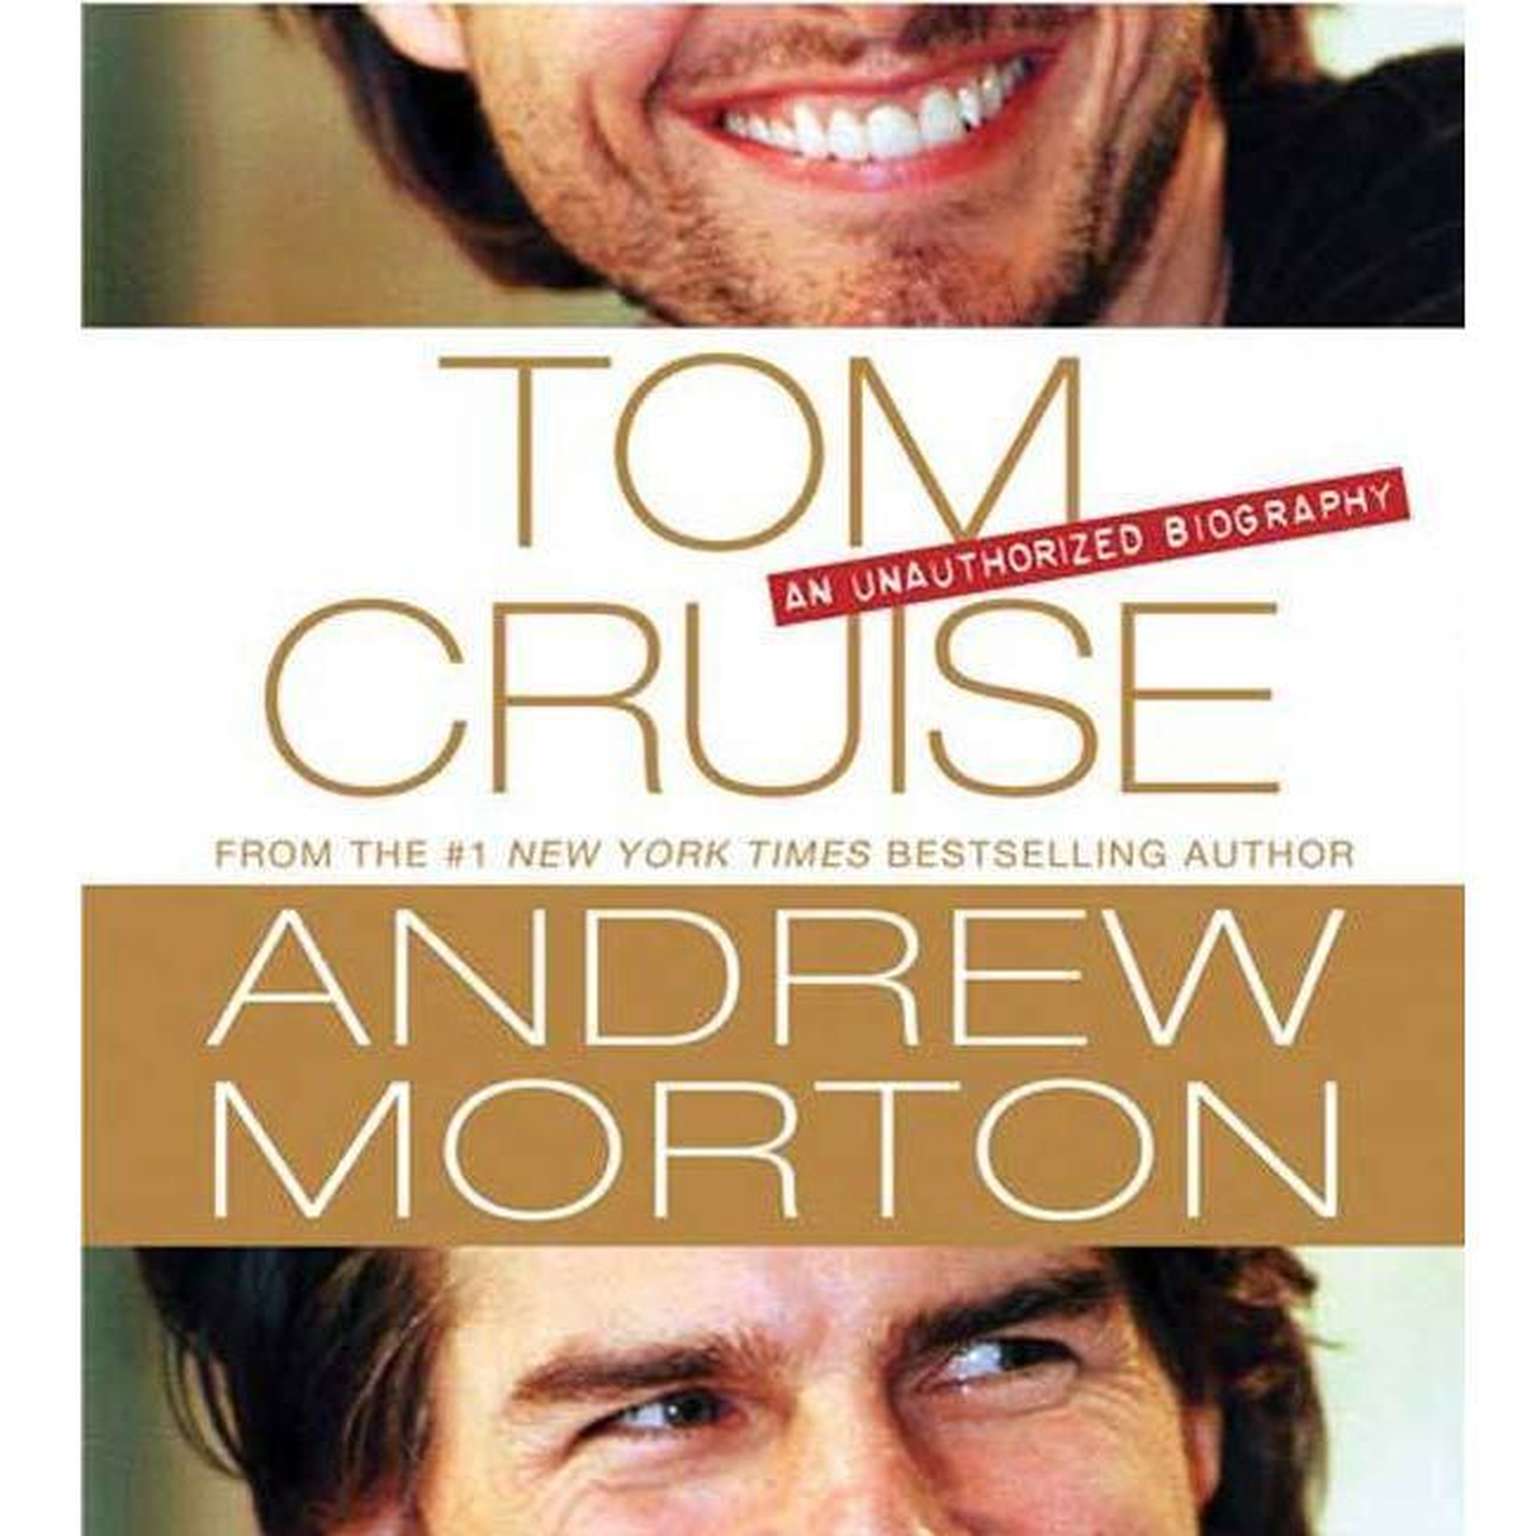 TOM
AN UNAUTHORIZED BIOGRAPHY
CRUISE
FROM THE #1 NEW YORK TIMES BESTSELLING AUTHOR
ANDREW
MORTON